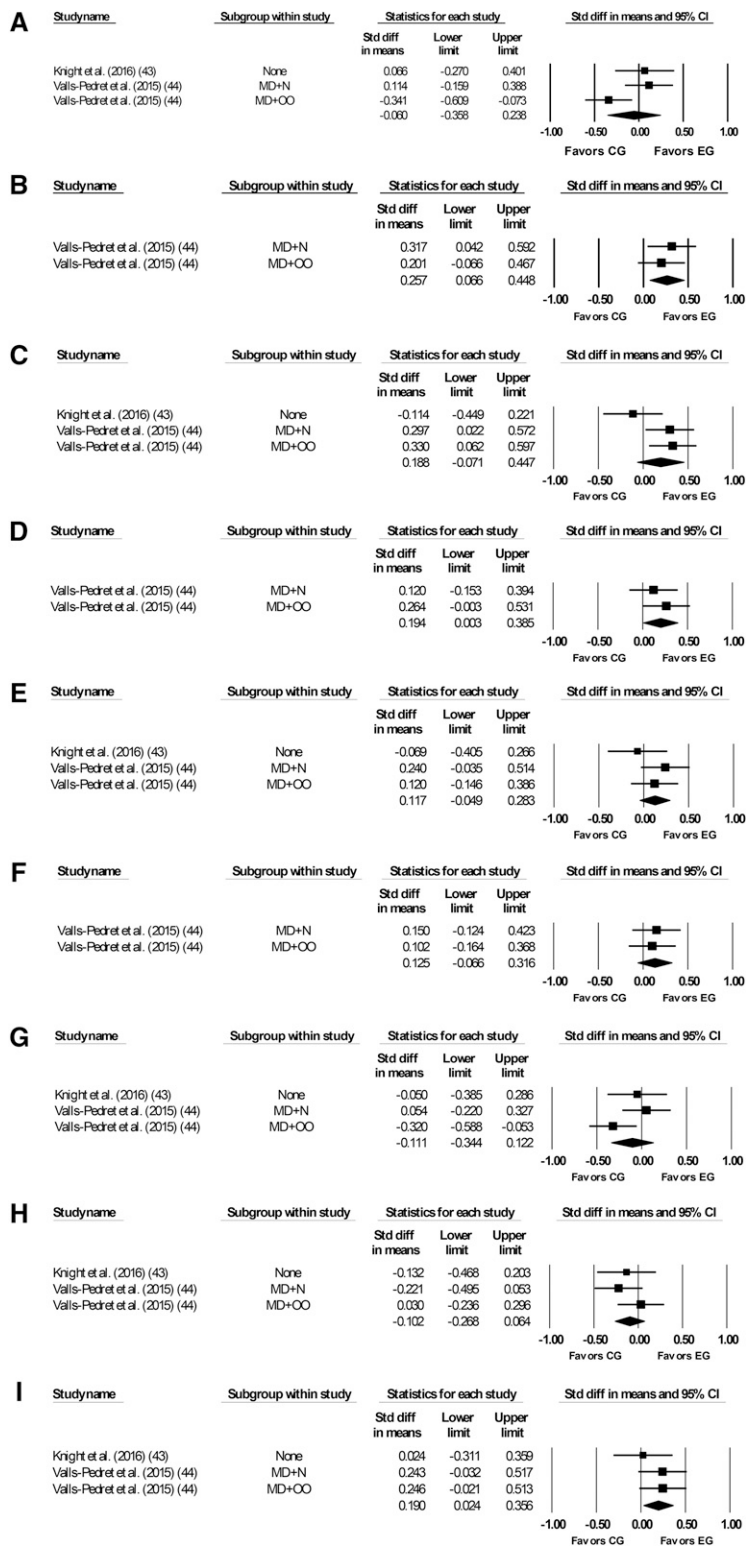 A
Studyname Subgroup within study Statistics for each study Std diff in means and 95% CI
Std diff Lower Upper
in means limit limit
Knight et al. (2016) (43) None 0.066 -0.270 0.401
Valls-Pedret et al. (2015) (44) MD+N 0.114 -0.159 0.388
Valls-Pedret et al. (2015) (44) MD+OO -0.341 -0.609 -0.073
-0.060 -0.358 0.238
-1.00 -0.50 0.00 0.50 1.00
Favors CG Favors EG
B
Studyname Subgroup within study Statistics for each study Std diff in means and 95% CI
Std diff Lower Upper
in means limit limit
Valls-Pedret et al. (2015) (44) MD+N 0.317 0.042 0.592
Valls-Pedret et al. (2015) (44) MD+OO 0.201 -0.066 0.467
0.257 0.066 0.448
-1.00 -0.50 0.00 0.50 1.00
Favors CG Favors EG
C
Studyname Subgroup within study Statistics for each study Std diff in means and 95% CI
Std diff Lower Upper
in means limit limit
Knight et al. (2016) (43) None -0.114 -0.449 0.221
Valls-Pedret et al. (2015) (44) MD+N 0.297 0.022 0.572
Valls-Pedret et al. (2015) (44) MD+OO 0.330 0.062 0.597
0.188 -0.071 0.447
-1.00 -0.50 0.00 0.50 1.00
Favors CG Favors EG
D
Studyname Subgroup within study Statistics for each study Std diff in means and 95% CI
Std diff Lower Upper
in means limit limit
Valls-Pedret et al. (2015) (44) MD+N 0.120 -0.153 0.394
Valls-Pedret et al. (2015) (44) MD+OO 0.264 -0.003 0.531
0.194 0.003 0.385
-1.00 -0.50 0.00 0.50 1.00
Favors CG Favors EG
E
Studyname Subgroup within study Statistics for each study Std diff in means and 95% CI
Std diff Lower Upper
in means limit limit
Knight et al. (2016) (43) None -0.069 -0.405 0.266
Valls-Pedret et al. (2015) (44) MD+N 0.240 -0.035 0.514
Valls-Pedret et al. (2015) (44) MD+OO 0.120 -0.146 0.386
0.117 -0.049 0.283
-1.00 -0.50 0.00 0.50 1.00
Favors CG Favors EG
F
Studyname Subgroup within study Statistics for each study Std diff in means and 95% CI
Std diff Lower Upper
in means limit limit
Valls-Pedret et al. (2015) (44) MD+N 0.150 -0.124 0.423
Valls-Pedret et al. (2015) (44) MD+OO 0.102 -0.164 0.368
0.125 -0.066 0.316
-1.00 -0.50 0.00 0.50 1.00
Favors CG Favors EG
G
Studyname Subgroup within study Statistics for each study Std diff in means and 95% CI
Std diff Lower Upper
in means limit limit
Knight et al. (2016) (43) None -0.050 -0.385 0.286
Valls-Pedret et al. (2015) (44) MD+N 0.054 -0.220 0.327
Valls-Pedret et al. (2015) (44) MD+OO -0.320 -0.588 -0.053
-0.111 -0.344 0.122
-1.00 -0.50 0.00 0.50 1.00
Favors CG Favors EG
H
Studyname Subgroup within study Statistics for each study Std diff in means and 95% CI
Std diff Lower Upper
in means limit limit
Knight et al. (2016) (43) None -0.132 -0.468 0.203
Valls-Pedret et al. (2015) (44) MD+N -0.221 -0.495 0.053
Valls-Pedret et al. (2015) (44) MD+OO 0.030 -0.236 0.296
-0.102 -0.268 0.064
-1.00 -0.50 0.00 0.50 1.00
Favors CG Favors EG
I
Studyname Subgroup within study Statistics for each study Std diff in means and 95% CI
Std diff Lower Upper
in means limit limit
Knight et al. (2016) (43) None 0.024 -0.311 0.359
Valls-Pedret et al. (2015) (44) MD+N 0.243 -0.032 0.517
Valls-Pedret et al. (2015) (44) MD+OO 0.246 -0.021 0.513
0.190 0.024 0.356
-1.00 -0.50 0.00 0.50 1.00
Favors CG Favors EG